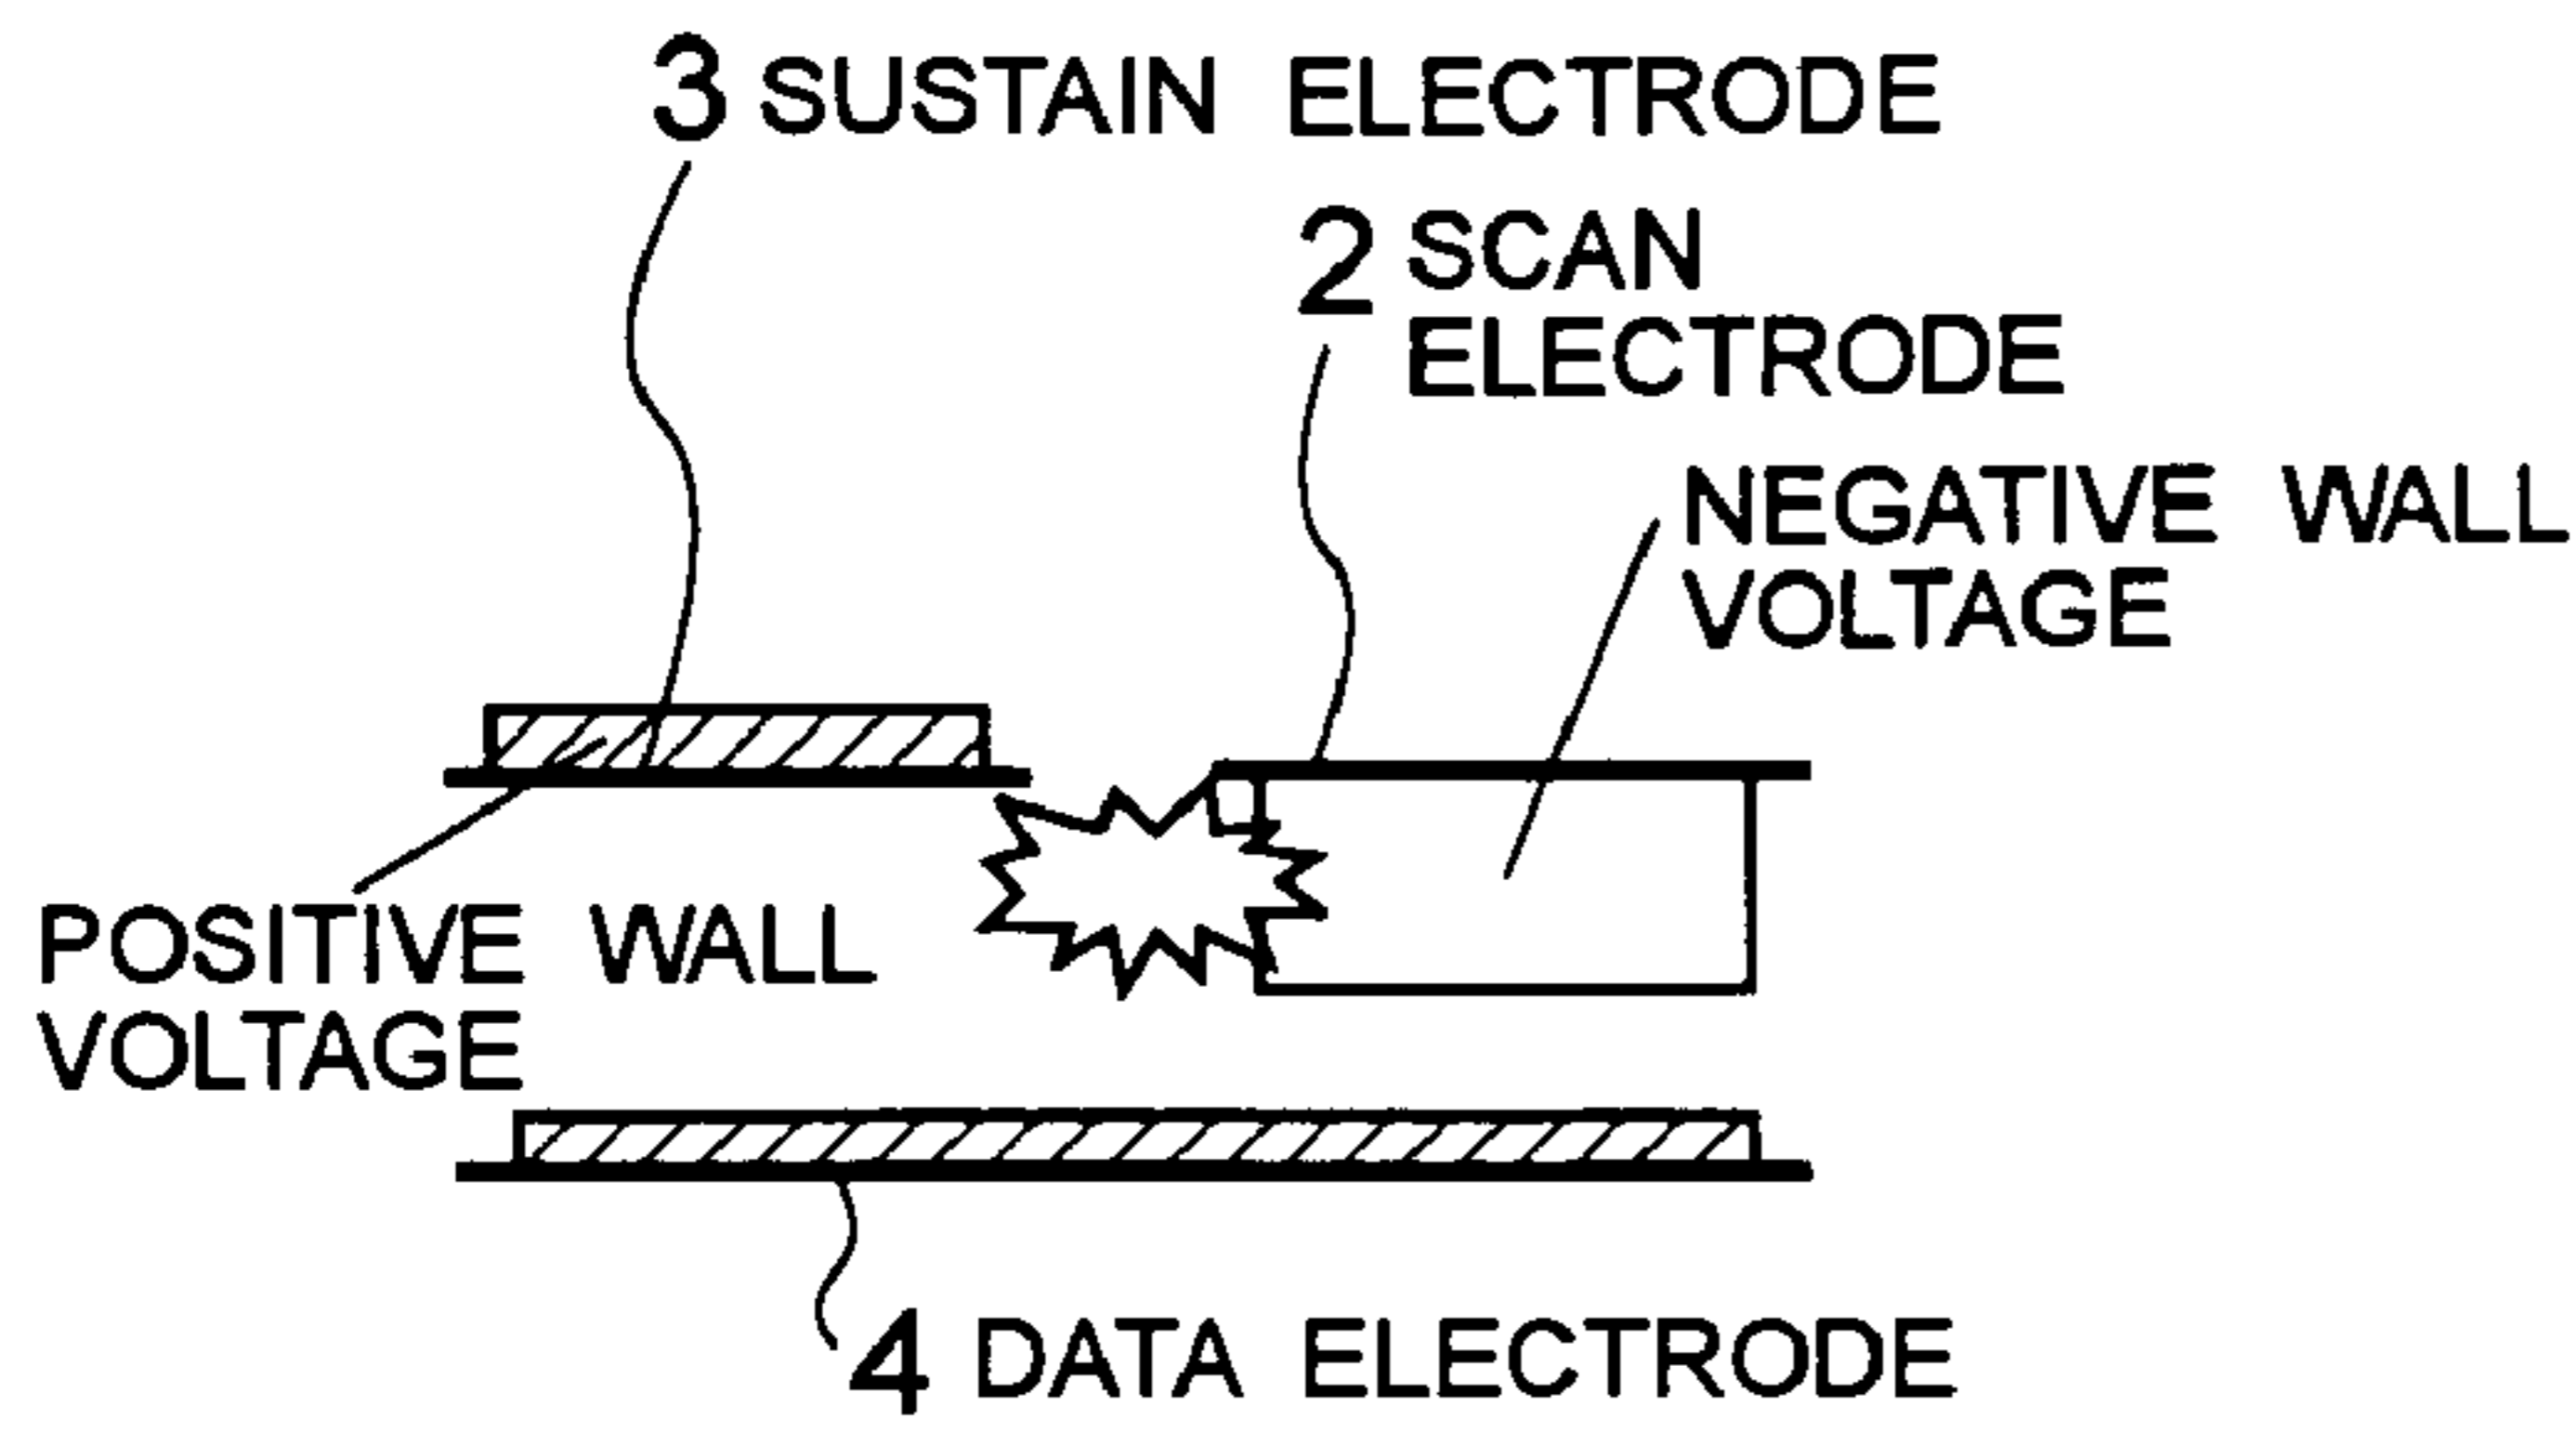 3 SUSTAIN ELECTRODE
2 SCAN
ELECTRODE
NEGATIVE WALL
VOLTAGE
POSITIVE WALL
VOLTAGE
4 DATA ELECTRODE